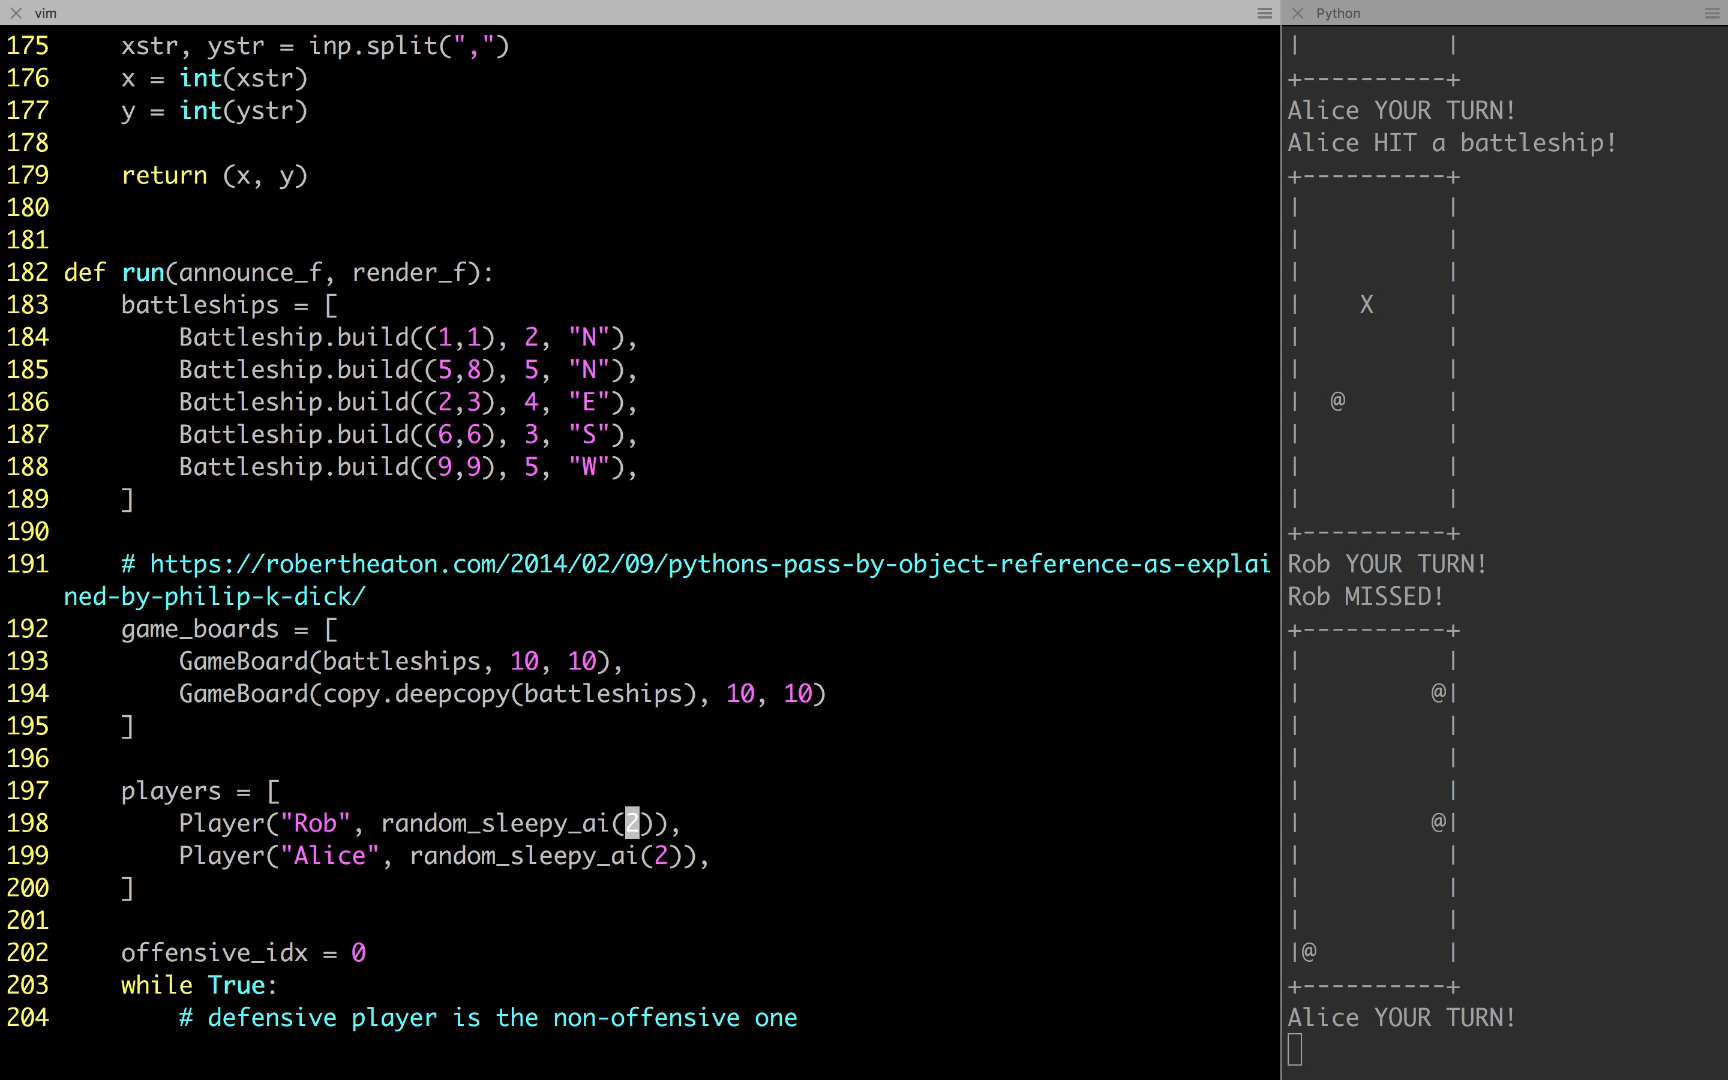 vim
175     xstr, ystr = inp.split(",")
176     x = int(xstr)
177     y = int(ystr)
178
179     return (x, y)
180
181
182 def run(announce_f, render_f):
183     battleships = [
184         Battleship.build((1,1), 2, "N"),
185         Battleship.build((5,8), 5, "N"),
186         Battleship.build((2,3), 4, "E"),
187         Battleship.build((6,6), 3, "S"),
188         Battleship.build((9,9), 5, "W"),
189     ]
190
191     # https://robertheaton.com/2014/02/09/pythons-pass-by-object-reference-as-explai
    ned-by-philip-k-dick/
192     game_boards = [
193         GameBoard(battleships, 10, 10),
194         GameBoard(copy.deepcopy(battleships), 10, 10)
195     ]
196
197     players = [
198         Player("Rob", random_sleepy_ai(2)),
199         Player("Alice", random_sleepy_ai(2)),
200     ]
201
202     offensive_idx = 0
203     while True:
204         # defensive player is the non-offensive one
Python
|          |
+----------+
Alice YOUR TURN!
Alice HIT a battleship!
+----------+
|          |
|          |
|          |
|    X     |
|          |
|          |
|  @       |
|          |
|          |
|          |
+----------+
Rob YOUR TURN!
Rob MISSED!
+----------+
|          |
|         @|
|          |
|          |
|          |
|         @|
|          |
|          |
|          |
|@         |
+----------+
Alice YOUR TURN!